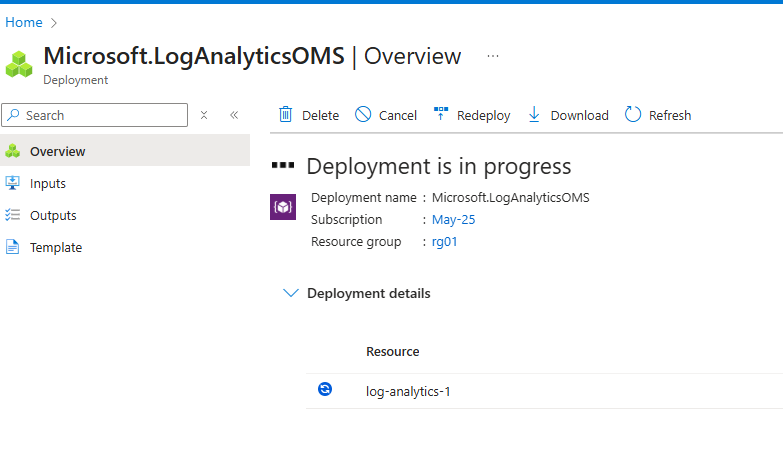 Home >
Microsoft.LogAnalyticsOMS | Overview ...
Deployment
Search
Overview
Inputs
Outputs
Template
Delete Cancel Redeploy Download Refresh
Deployment is in progress
Deployment name : Microsoft.LogAnalyticsOMS
Subscription : May-25
Resource group : rg01
Deployment details
Resource
log-analytics-1